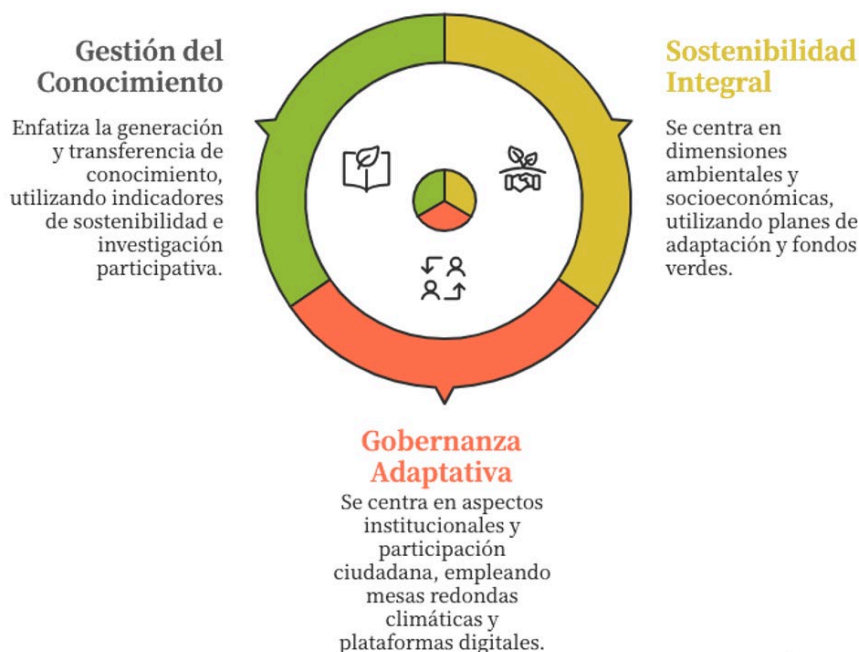 Gestión del
Conocimiento
Enfatiza la generación
y transferencia de
conocimiento,
utilizando indicadores
de sostenibilidad e
investigación
participativa.
Sostenibilidad
Integral
Se centra en
dimensiones
ambientales y
socioeconómicas,
utilizando planes de
adaptación y fondos
verdes.
Gobernanza
Adaptativa
Se centra en aspectos
institucionales y
participación
ciudadana, empleando
mesas redondas
climáticas y
plataformas digitales.